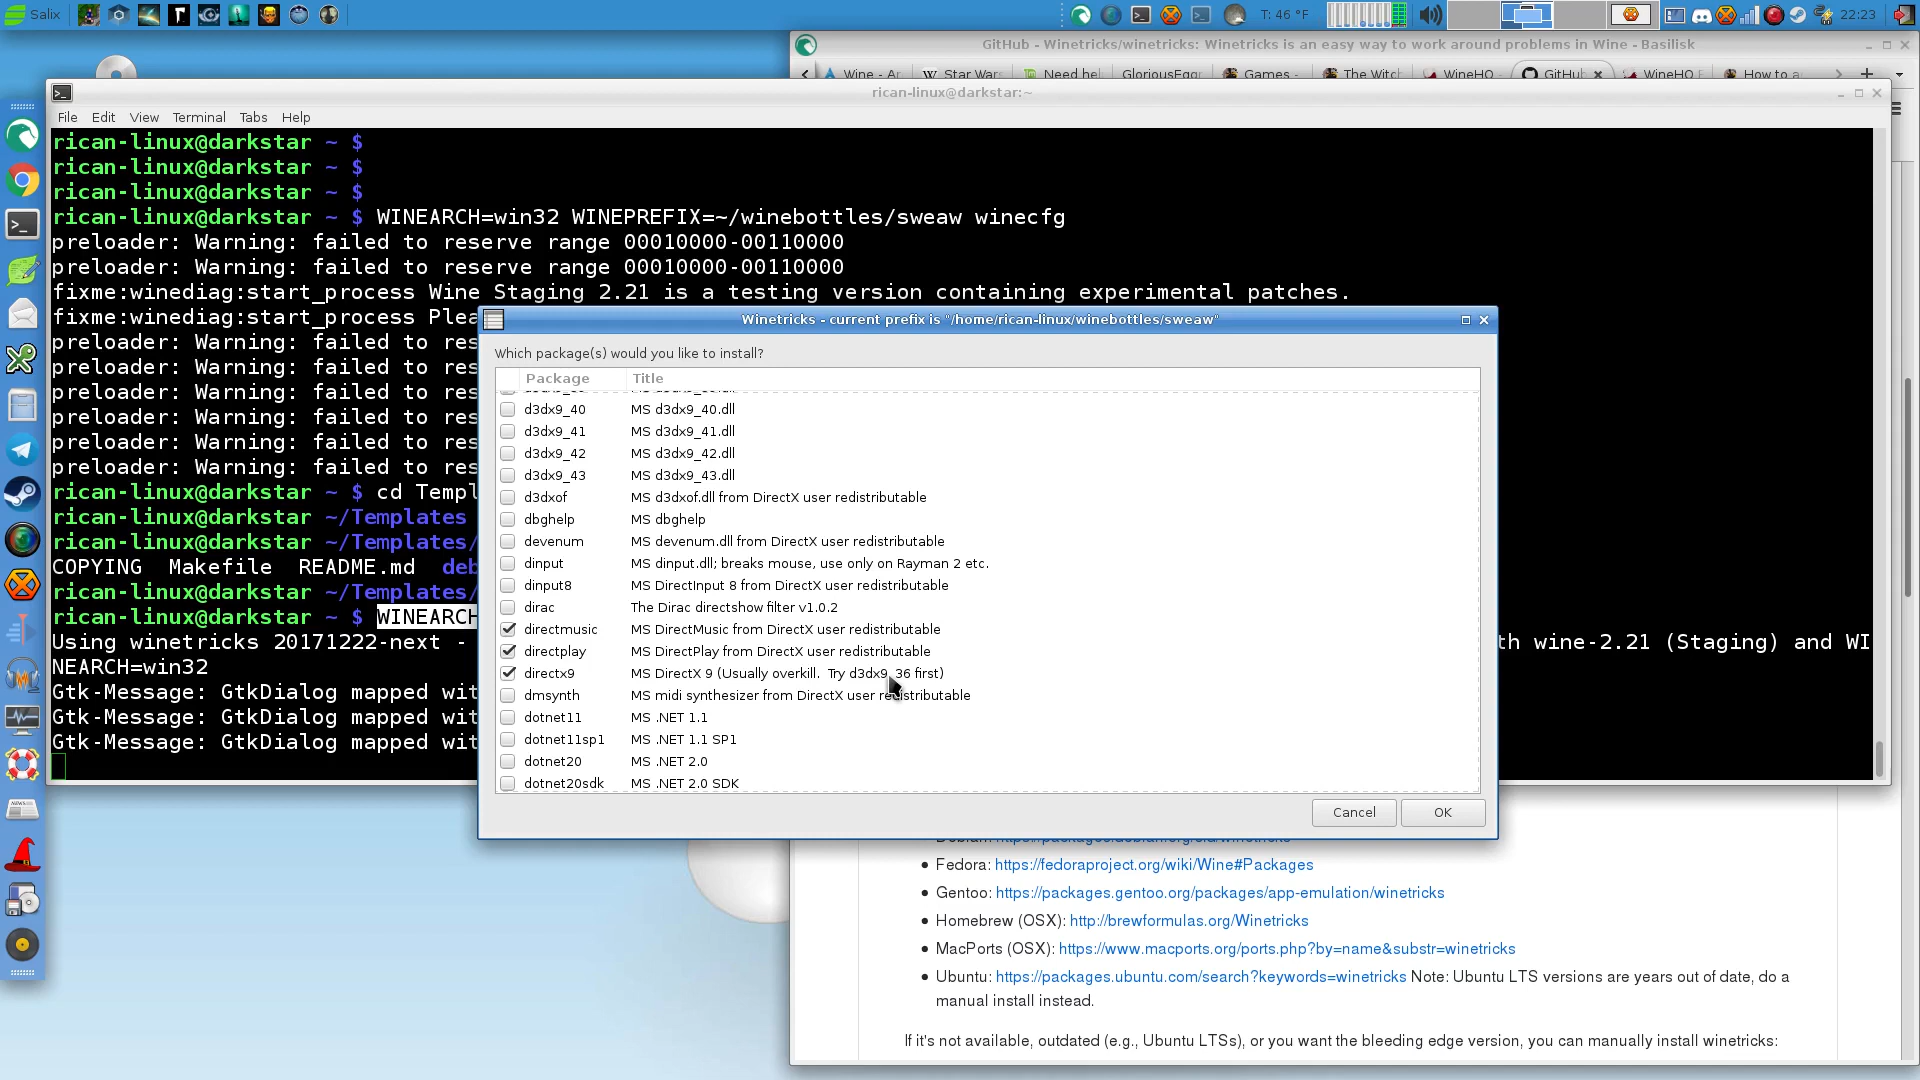 Salix
T: 46 °F
22:23
GitHub - Winetricks/winetricks: Winetricks is an easy way to work around problems in Wine - Basilisk
Wine - Ar
Star Wars
Need hel
GloriousEgg
Games -
The Witch
WineHQ -
GitHub
WineHQ F
How to a
rican-linux@darkstar:~
File Edit View Terminal Tabs Help
rican-linux@darkstar ~ $
rican-linux@darkstar ~ $
rican-linux@darkstar ~ $
rican-linux@darkstar ~ $ WINEARCH=win32 WINEPREFIX=~/winebottles/sweaw winecfg
preloader: Warning: failed to reserve range 00010000-00110000
preloader: Warning: failed to reserve range 00010000-00110000
fixme:winediag:start_process Wine Staging 2.21 is a testing version containing experimental patches.
fixme:winediag:start_process Plea
preloader: Warning: failed to res
preloader: Warning: failed to res
preloader: Warning: failed to res
preloader: Warning: failed to res
preloader: Warning: failed to res
preloader: Warning: failed to res
rican-linux@darkstar ~ $ cd Templ
rican-linux@darkstar ~/Templates
rican-linux@darkstar ~/Templates/
COPYING Makefile README.md deb
rican-linux@darkstar ~/Templates/
rican-linux@darkstar ~ $ WINEARCH
Using winetricks 20171222-next -
th wine-2.21 (Staging) and WI
NEARCH=win32
Gtk-Message: GtkDialog mapped wit
Gtk-Message: GtkDialog mapped wit
Gtk-Message: GtkDialog mapped wit
Winetricks - current prefix is "/home/rican-linux/winebottles/sweaw"
Which package(s) would you like to install?
Package Title
d3dx9_40 MS d3dx9_40.dll
d3dx9_41 MS d3dx9_41.dll
d3dx9_42 MS d3dx9_42.dll
d3dx9_43 MS d3dx9_43.dll
d3dxof MS d3dxof.dll from DirectX user redistributable
dbghelp MS dbghelp
devenum MS devenum.dll from DirectX user redistributable
dinput MS dinput.dll; breaks mouse, use only on Rayman 2 etc.
dinput8 MS DirectInput 8 from DirectX user redistributable
dirac The Dirac directshow filter v1.0.2
directmusic MS DirectMusic from DirectX user redistributable
directplay MS DirectPlay from DirectX user redistributable
directx9 MS DirectX 9 (Usually overkill. Try d3dx9_36 first)
dmsynth MS midi synthesizer from DirectX user redistributable
dotnet11 MS .NET 1.1
dotnet11sp1 MS .NET 1.1 SP1
dotnet20 MS .NET 2.0
dotnet20sdk MS .NET 2.0 SDK
Cancel OK
Fedora: https://fedoraproject.org/wiki/Wine#Packages
Gentoo: https://packages.gentoo.org/packages/app-emulation/winetricks
Homebrew (OSX): http://brewformulas.org/Winetricks
MacPorts (OSX): https://www.macports.org/ports.php?by=name&substr=winetricks
Ubuntu: https://packages.ubuntu.com/search?keywords=winetricks Note: Ubuntu LTS versions are years out of date, do a
manual install instead.
If it's not available, outdated (e.g., Ubuntu LTSs), or you want the bleeding edge version, you can manually install winetricks: